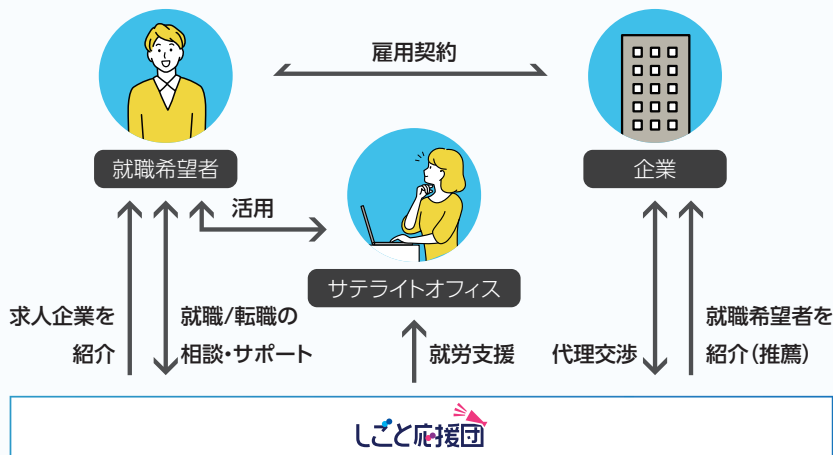 雇用契約
就職希望者
企業
活用
サテライトオフィス
求人企業を
紹介
就職/転職の
相談・サポート
就労支援
代理交渉
就職希望者を
紹介(推薦)
しごと応援団